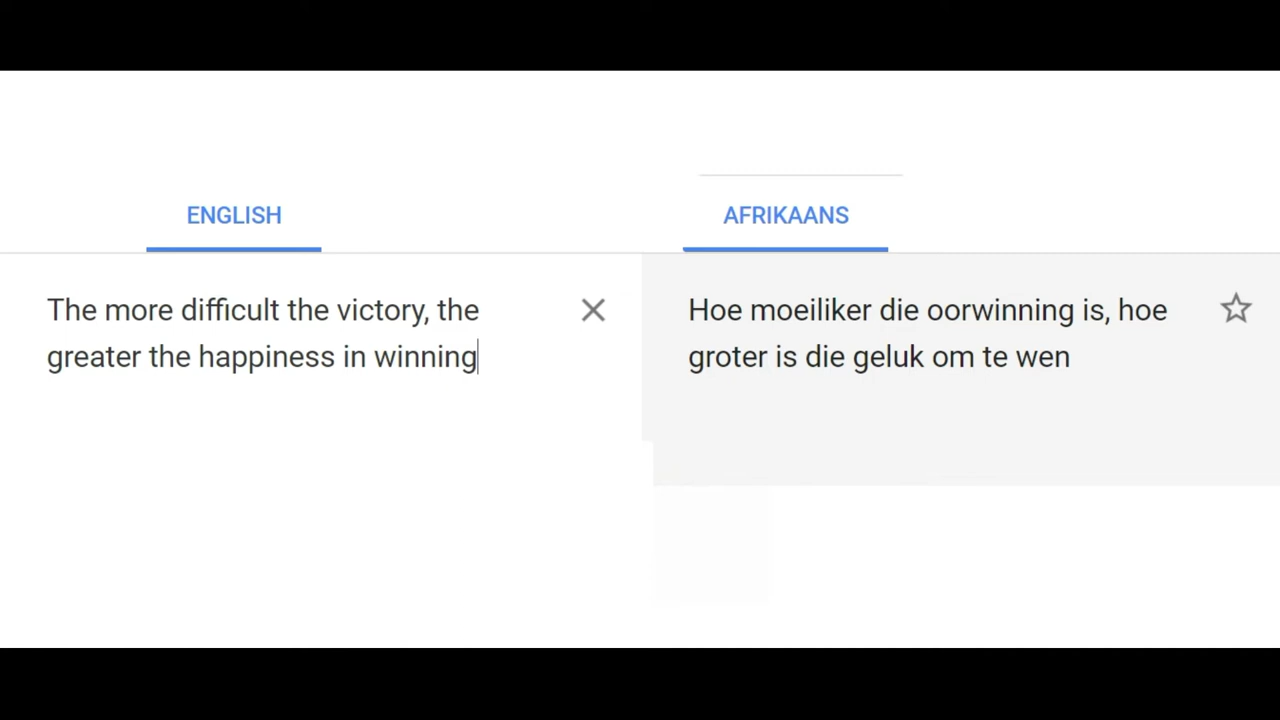 ENGLISH
AFRIKAANS
The more difficult the victory, the
greater the happiness in winning
Hoe moeiliker die oorwinning is, hoe
groter is die geluk om te wen